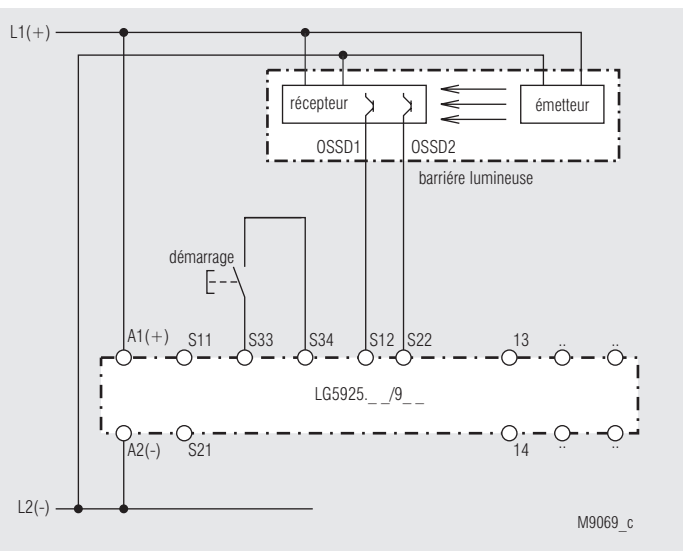 L1(+)
récepteur
émetteur
OSSD1
OSSD2
barriére lumineuse
démarrage
A1(+)
S11
S33
S34
S12
S22
13
..
..
LG5925._ _/9_ _
A2(-)
S21
14
..
..
L2(-)
M9069_c